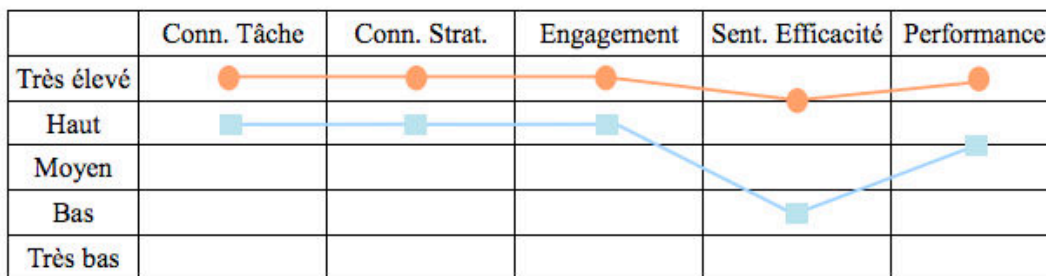 Conn. Tâche Conn. Strat. Engagement Sent. Efficacité Performance
Très élevé
Haut
Moyen
Bas
Très bas